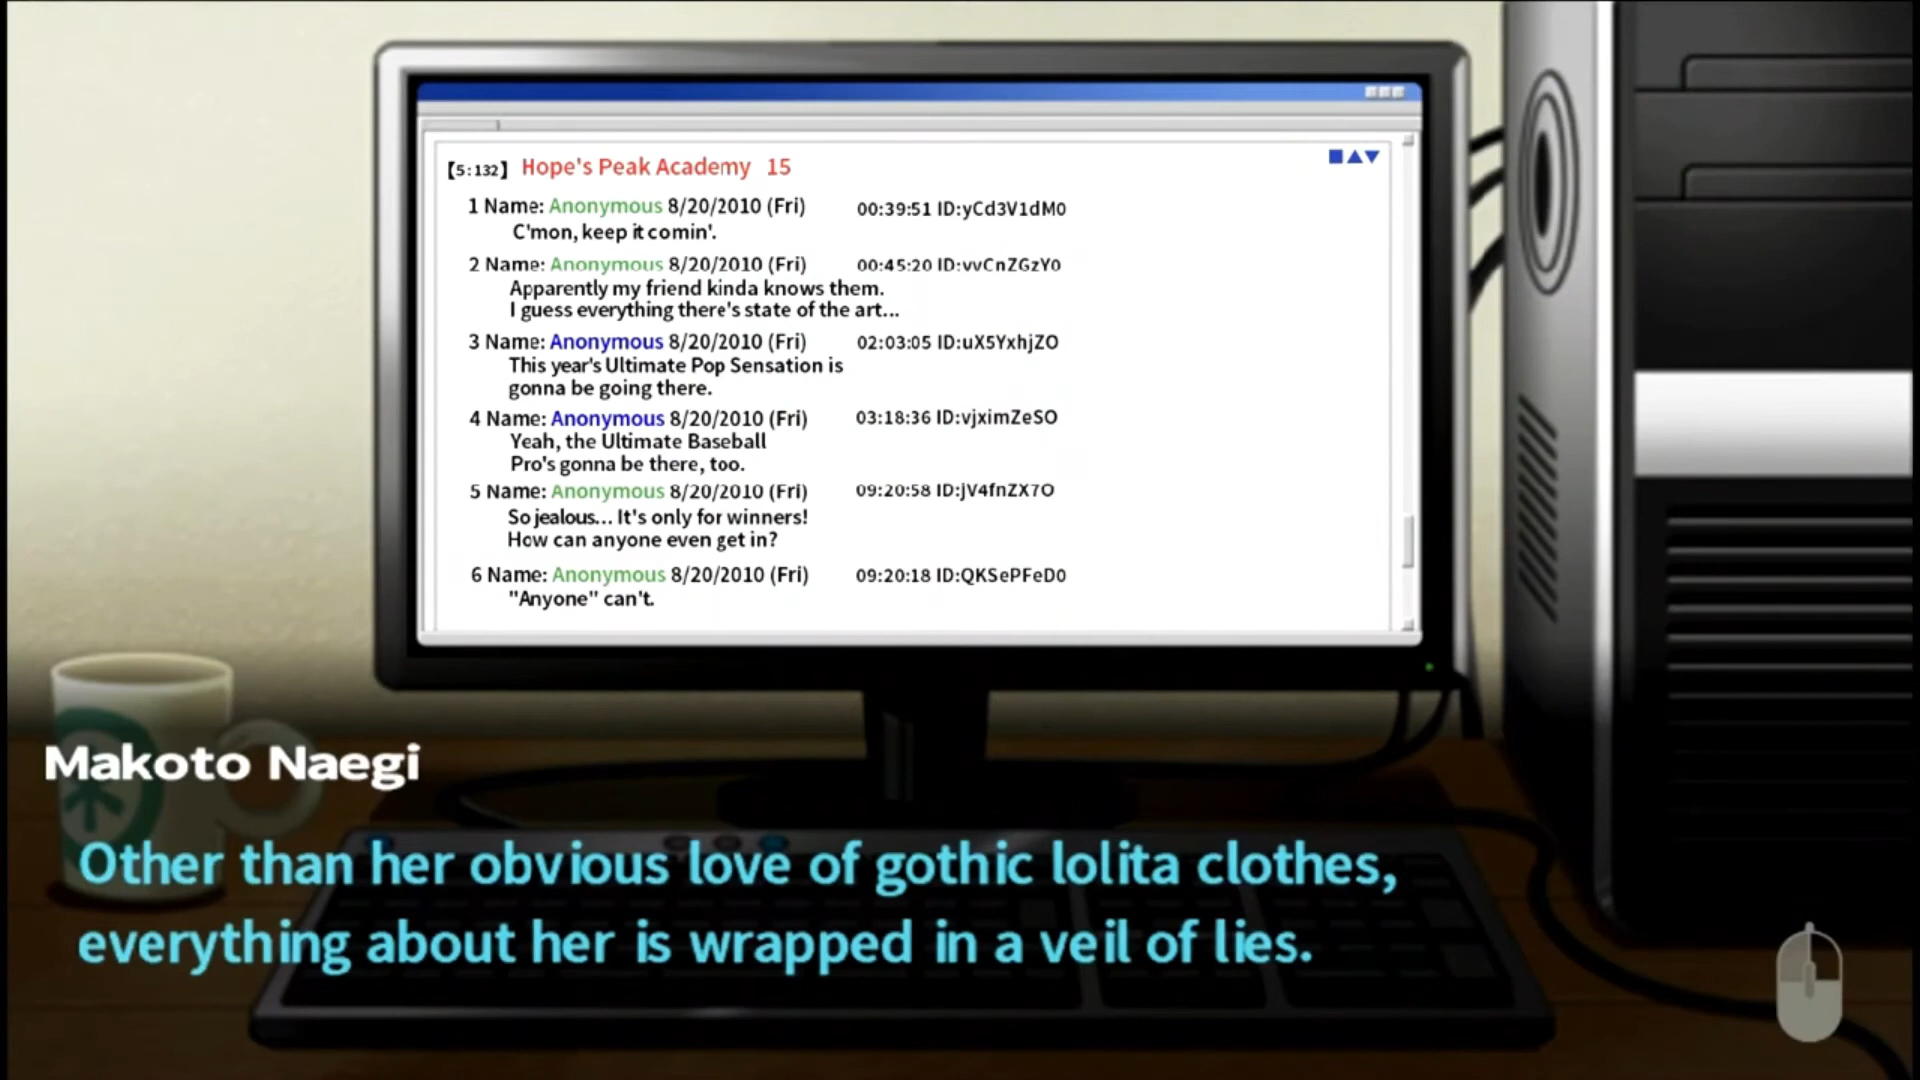 【5:132】 Hope's Peak Academy 15
1 Name: Anonymous 8/20/2010 (Fri) 00:39:51 ID:yCd3V1dM0
C'mon, keep it comin'.
2 Name: Anonymous 8/20/2010 (Fri) 00:45:20 ID:vvCnZGzY0
Apparently my friend kinda knows them.
I guess everything there's state of the art...
3 Name: Anonymous 8/20/2010 (Fri) 02:03:05 ID:uX5YxhjZO
This year's Ultimate Pop Sensation is
gonna be going there.
4 Name: Anonymous 8/20/2010 (Fri) 03:18:36 ID:vjximZeSO
Yeah, the Ultimate Baseball
Pro's gonna be there, too.
5 Name: Anonymous 8/20/2010 (Fri) 09:20:58 ID:jV4fnZX7O
So jealous... It's only for winners!
How can anyone even get in?
6 Name: Anonymous 8/20/2010 (Fri) 09:20:18 ID:QKSePFeD0
"Anyone" can't.
Makoto Naegi
Other than her obvious love of gothic lolita clothes,
everything about her is wrapped in a veil of lies.